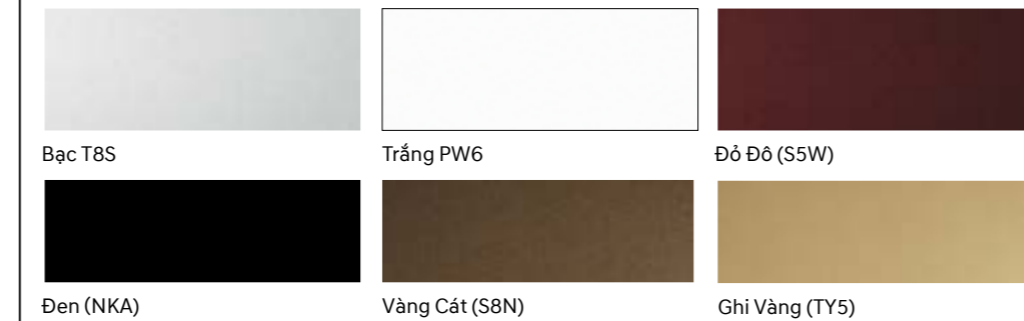 Bạc T8S
Trắng PW6
Đỏ Đô (S5W)
Đen (NKA)
Vàng Cát (S8N)
Ghi Vàng (TY5)